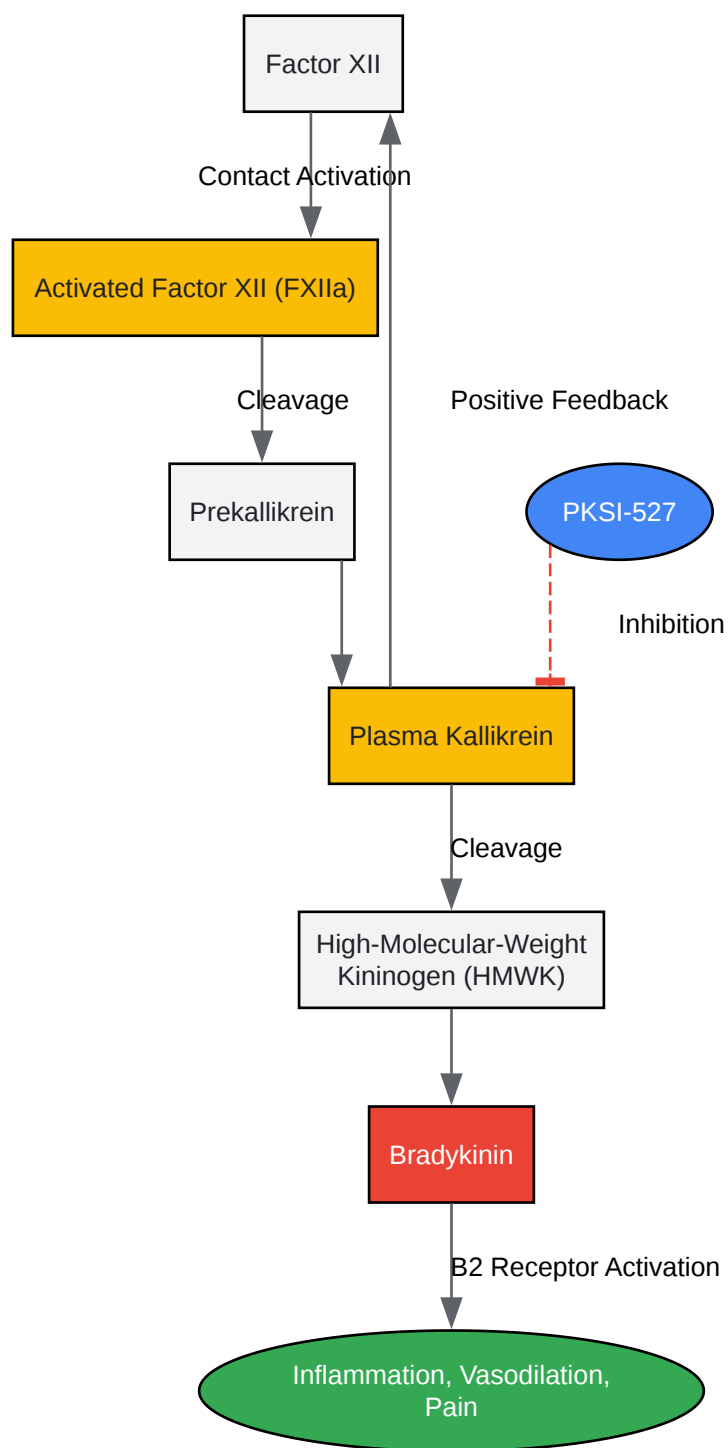 Factor XII
Contact Activation
Activated Factor XII (FXIIa)
Cleavage
Positive Feedback
Prekallikrein
PKSI-527
Inhibition
Plasma Kallikrein
Cleavage
High-Molecular-Weight
Kininogen (HMWK)
Bradykinin
B2 Receptor Activation
Inflammation, Vasodilation,
Pain